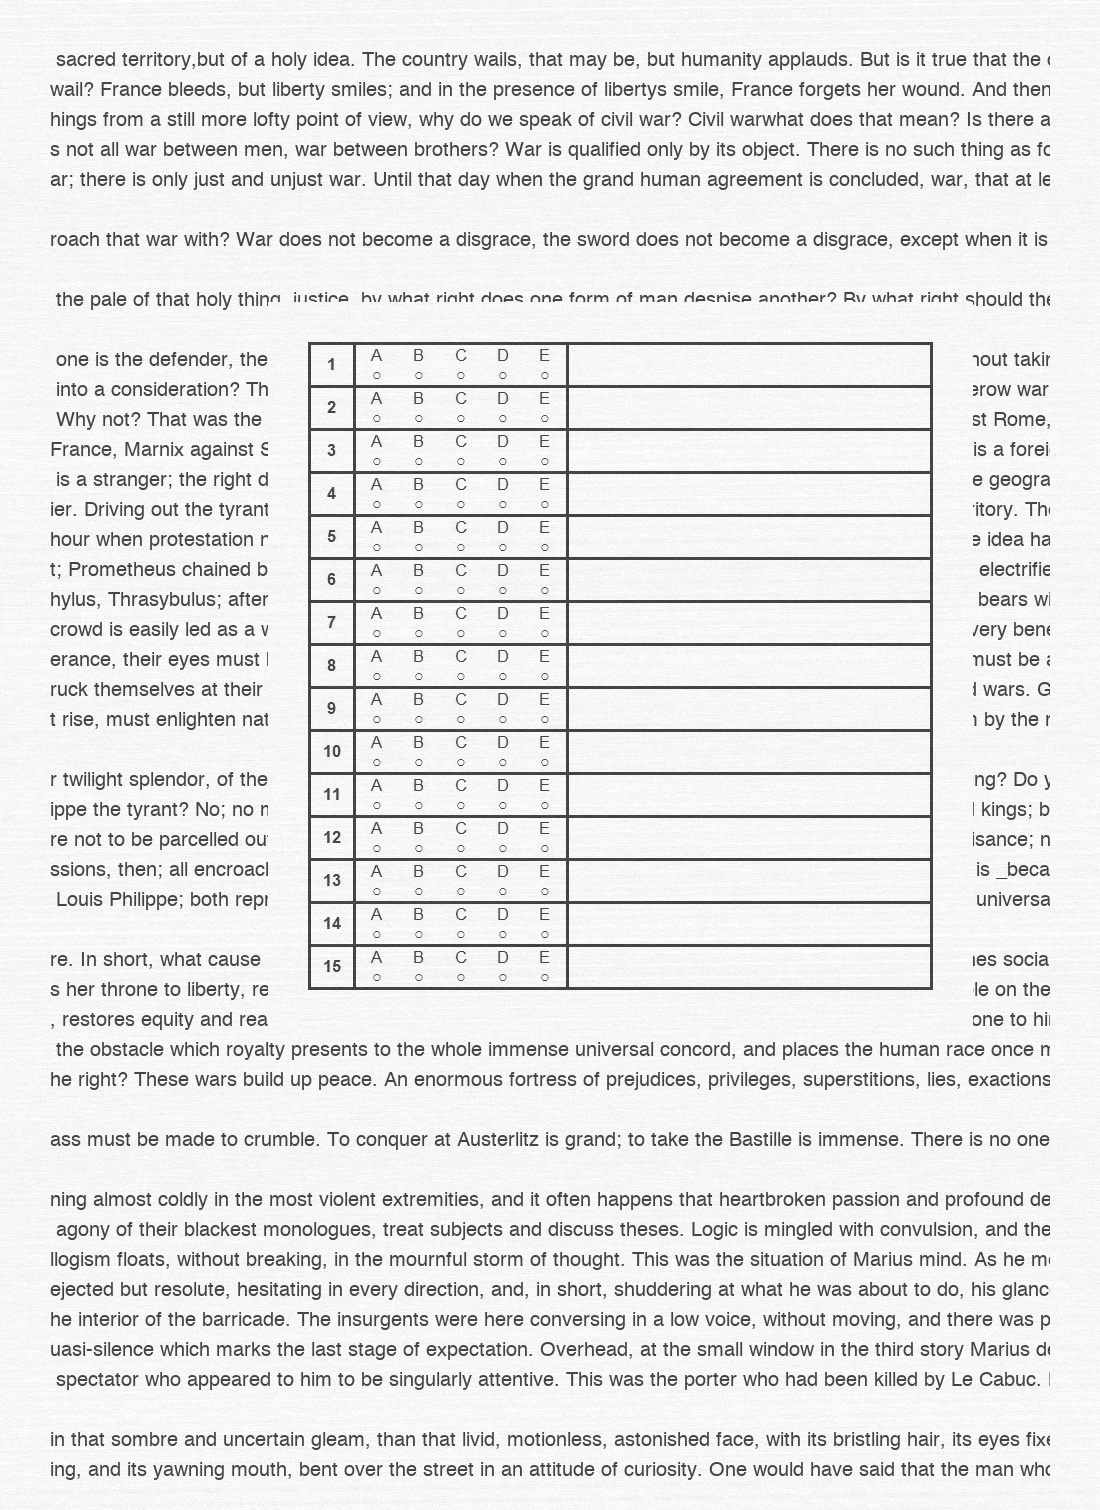 sacred territory,but of a holy idea. The country wails, that may be, but humanity applauds. But is it true that the
wail? France bleeds, but liberty smiles; and in the presence of libertys smile, France forgets her wound. And then
hings from a still more lofty point of view, why do we speak of civil war? Civil warwhat does that mean? Is there a
s not all war between men, war between brothers? War is qualified only by its object. There is no such thing as fo
ar; there is only just and unjust war. Until that day when the grand human agreement is concluded, war, that at le
roach that war with? War does not become a disgrace, the sword does not become a disgrace, except when it is
the pale of that holy thing, justice, by what right does one form of man despise another? By what right should the
one is the defender, the hout takin
into a consideration? Th erow war
Why not? That was the st Rome,
France, Marnix against S is a forei
is a stranger; the right d e geogra
ier. Driving out the tyrant ritory. The
hour when protestation n e idea ha
t; Prometheus chained b electrifie
hylus, Thrasybulus; after bears wi
crowd is easily led as a w very bene
erance, their eyes must must be a
ruck themselves at their d wars. G
t rise, must enlighten nat n by the r
r twilight splendor, of the ng? Do y
ippe the tyrant? No; no m kings; b
re not to be parcelled out isance; n
ssions, then; all encroach is _beca
Louis Philippe; both repr universa
re. In short, what cause nes socia
s her throne to liberty, re le on the
, restores equity and rea one to hi
1 A B C D E
2 A B C D E
3 A B C D E
4 A B C D E
5 A B C D E
6 A B C D E
7 A B C D E
8 A B C D E
9 A B C D E
10 A B C D E
11 A B C D E
12 A B C D E
13 A B C D E
14 A B C D E
15 A B C D E
the obstacle which royalty presents to the whole immense universal concord, and places the human race once m
he right? These wars build up peace. An enormous fortress of prejudices, privileges, superstitions, lies, exactions
ass must be made to crumble. To conquer at Austerlitz is grand; to take the Bastille is immense. There is no one
ning almost coldly in the most violent extremities, and it often happens that heartbroken passion and profound de
agony of their blackest monologues, treat subjects and discuss theses. Logic is mingled with convulsion, and the
llogism floats, without breaking, in the mournful storm of thought. This was the situation of Marius mind. As he me
ejected but resolute, hesitating in every direction, and, in short, shuddering at what he was about to do, his glanc
he interior of the barricade. The insurgents were here conversing in a low voice, without moving, and there was p
uasi-silence which marks the last stage of expectation. Overhead, at the small window in the third story Marius de
spectator who appeared to him to be singularly attentive. This was the porter who had been killed by Le Cabuc.
in that sombre and uncertain gleam, than that livid, motionless, astonished face, with its bristling hair, its eyes fixe
ing, and its yawning mouth, bent over the street in an attitude of curiosity. One would have said that the man who